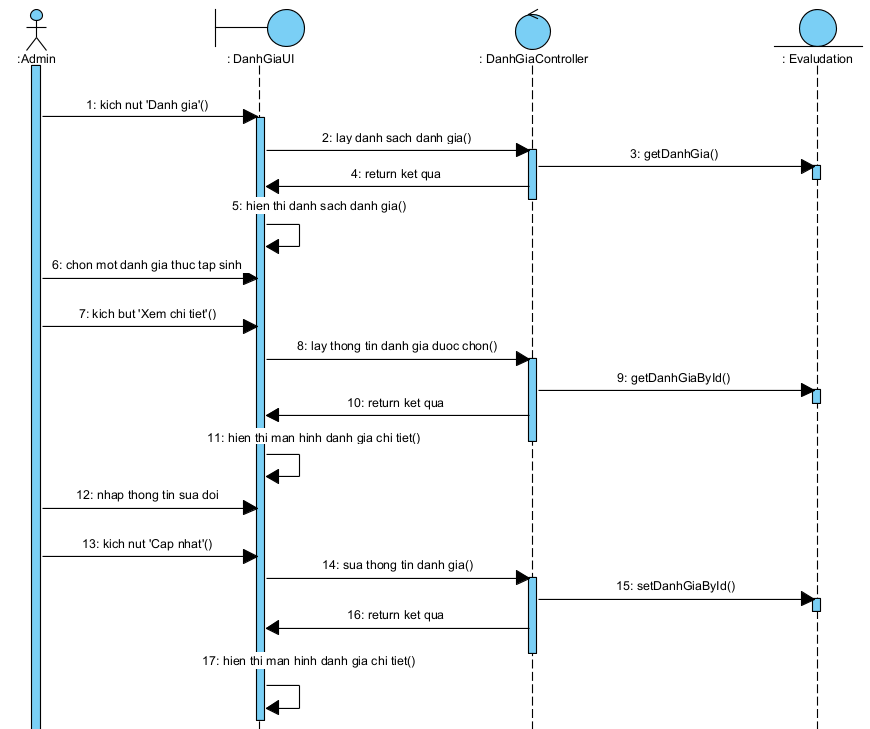 :Admin
: DanhGiaUI
: DanhGiaController
: Evaludation
1: kich nut 'Danh gia'()
2: lay danh sach danh gia()
3: getDanhGia()
4: return ket qua
5: hien thi danh sach danh gia()
6: chon mot danh gia thuc tap sinh
7: kich but 'Xem chi tiet'()
8: lay thong tin danh gia duoc chon()
9: getDanhGiaById()
10: return ket qua
11: hien thi man hinh danh gia chi tiet()
12: nhap thong tin sua doi
13: kich nut 'Cap nhat'()
14: sua thong tin danh gia()
15: setDanhGiaById()
16: return ket qua
17: hien thi man hinh danh gia chi tiet()